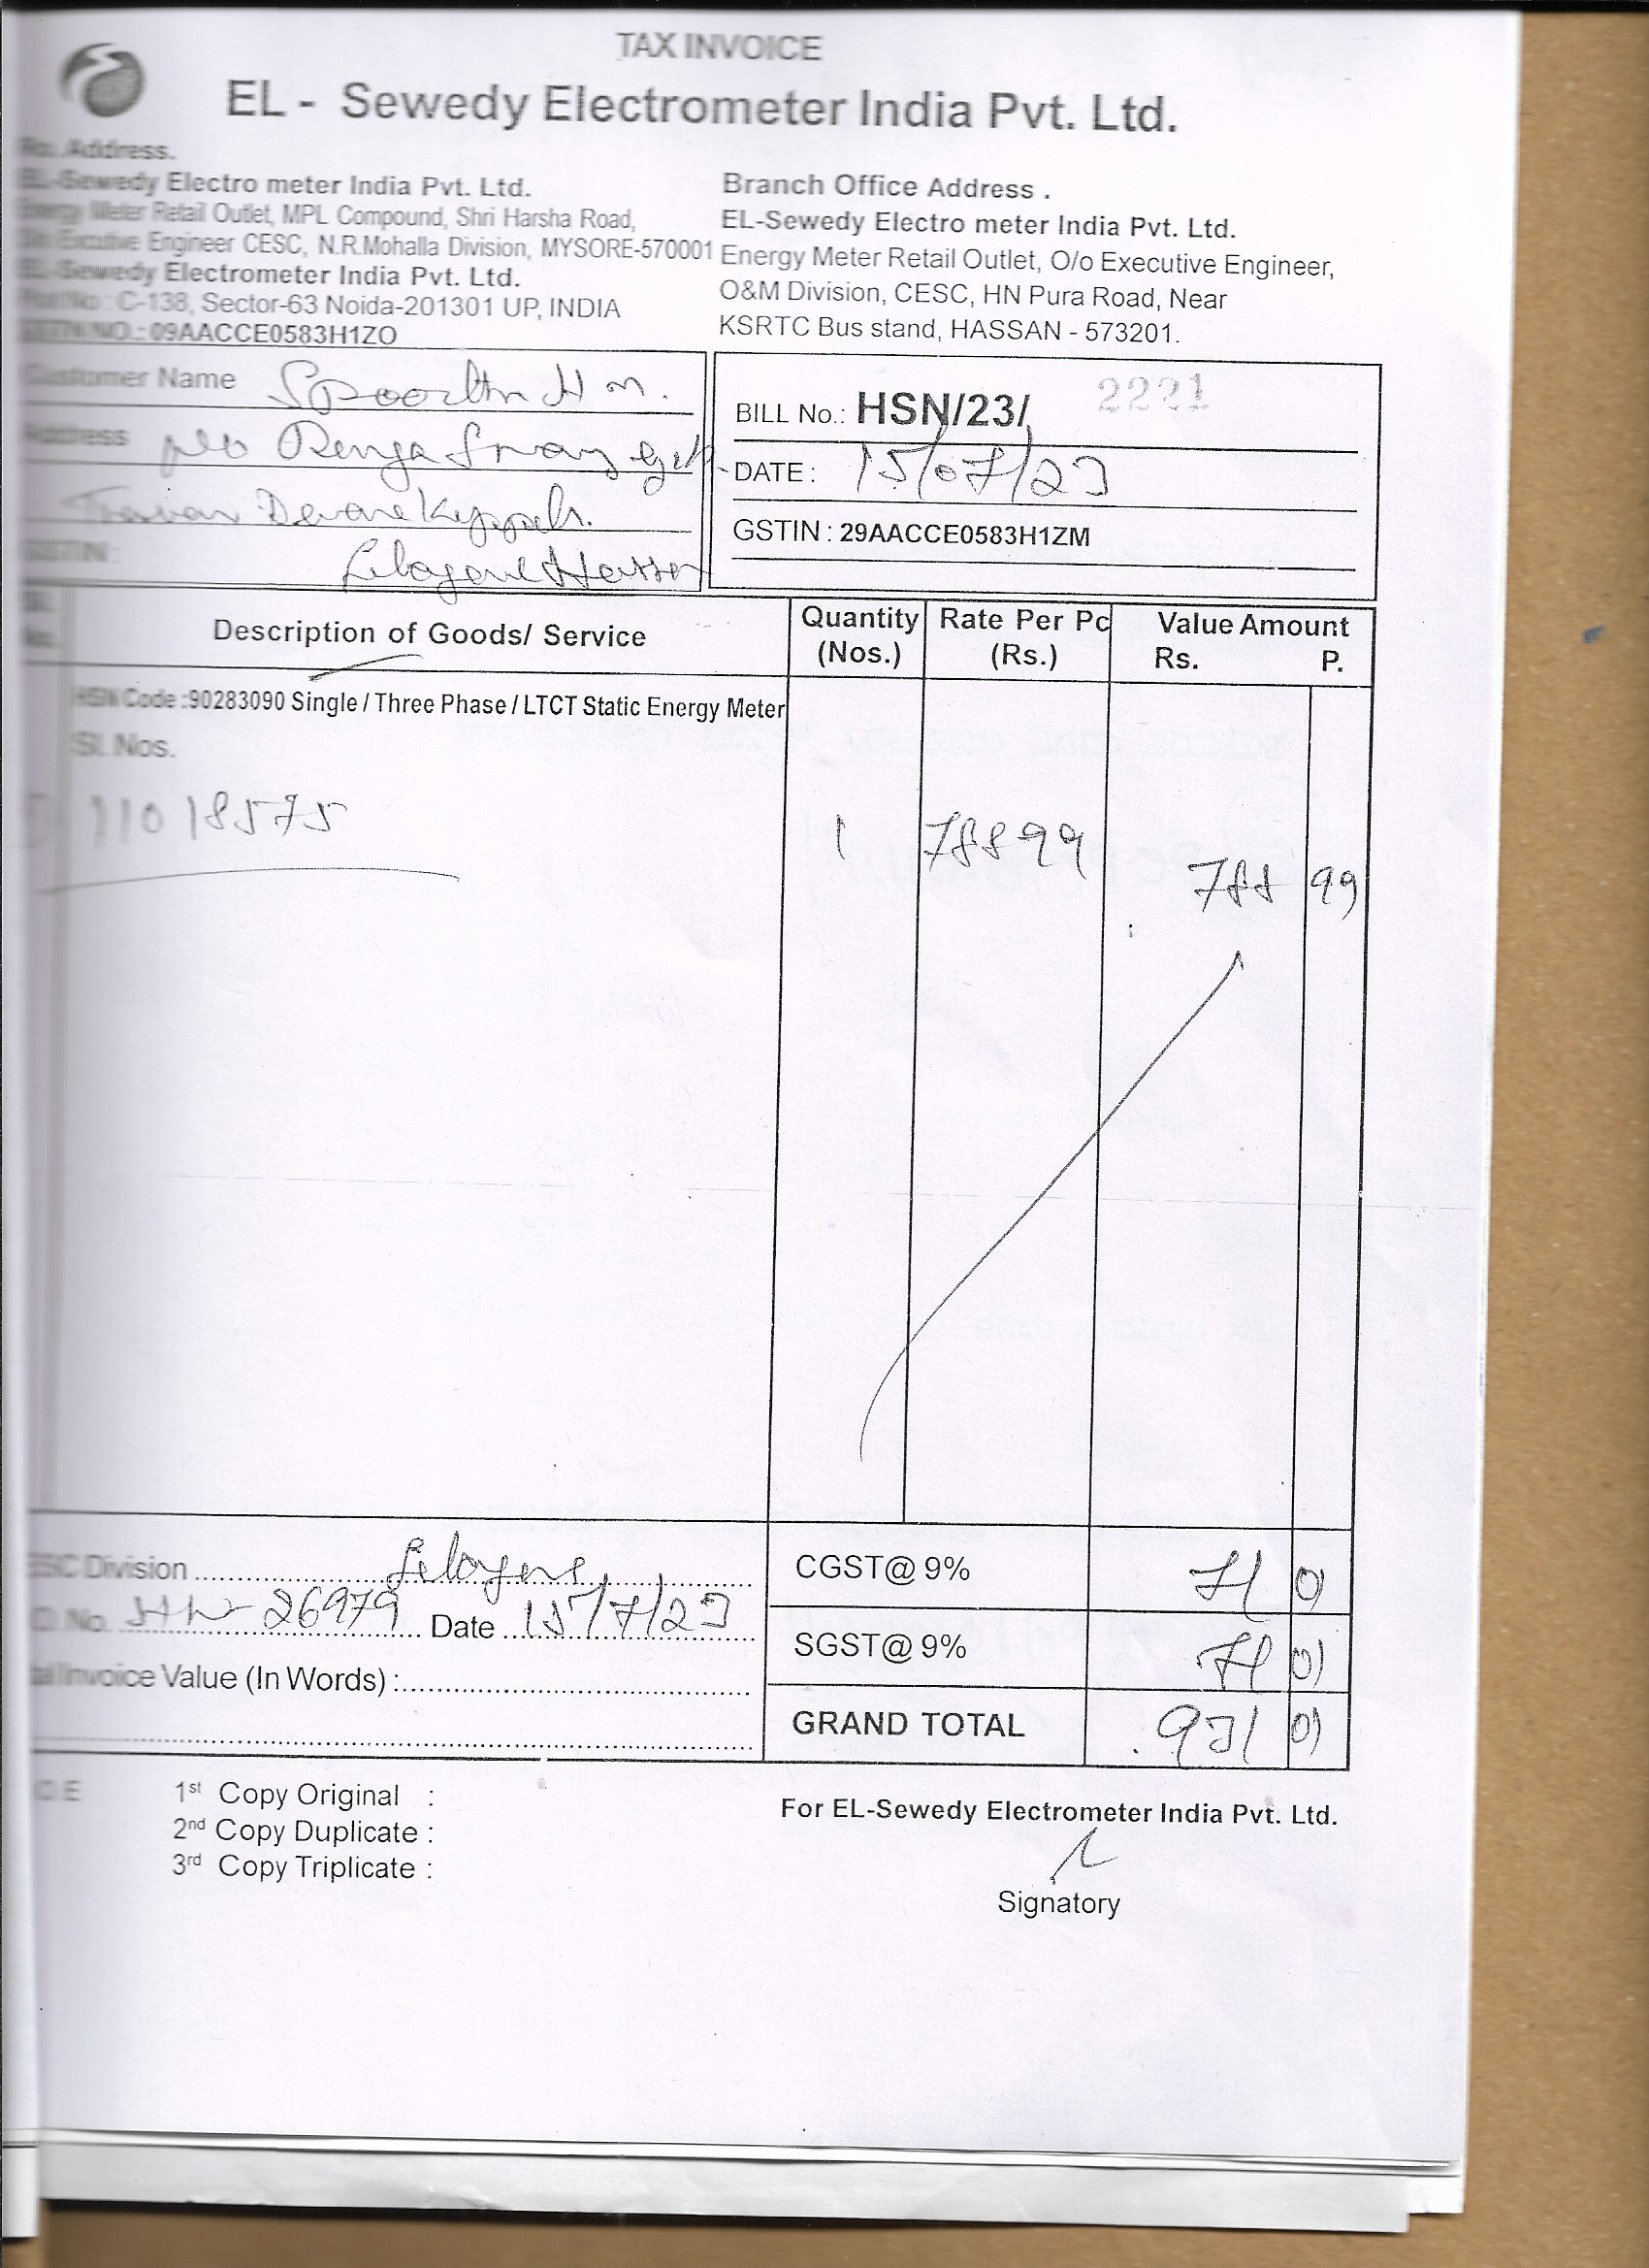 TAX INVOICE
EL - Sewedy Electrometer India Pvt. Ltd.
Address.
EL-Sewedy Electro meter India Pvt. Ltd.
Energy Meter Retail Outlet, MPL Compound, Shri Harsha Road,
O/o Excutive Engineer CESC, N.R.Mohalla Division, MYSORE-570001
EL-Sewedy Electrometer India Pvt. Ltd.
Plot No : C-138, Sector-63 Noida-201301 UP, INDIA
GSTN NO.: 09AACCE0583H1ZO
Branch Office Address .
EL-Sewedy Electro meter India Pvt. Ltd.
Energy Meter Retail Outlet, O/o Executive Engineer,
O&M Division, CESC, HN Pura Road, Near
KSRTC Bus stand, HASSAN - 573201.
Customer Name Spoorthi H M.
Address
GSTIN : Hassan
BILL No.: HSN/23/ 2221
DATE : 15/07/23
GSTIN : 29AACCE0583H1ZM
Sl. No.
Description of Goods/ Service
Quantity (Nos.)
Rate Per Pc (Rs.)
Value Amount
Rs. P.
HSN Code :90283090 Single / Three Phase / LTCT Static Energy Meter
Sl. Nos.
11018575 1 788 99 788 99
CGST@ 9% 71 01
SGST@ 9% 71 01
GRAND TOTAL 931 01
ESC Division
No. 26979 Date 15/7/23
Invoice Value (In Words) :
1st Copy Original :
2nd Copy Duplicate :
3rd Copy Triplicate :
For EL-Sewedy Electrometer India Pvt. Ltd.
Signatory